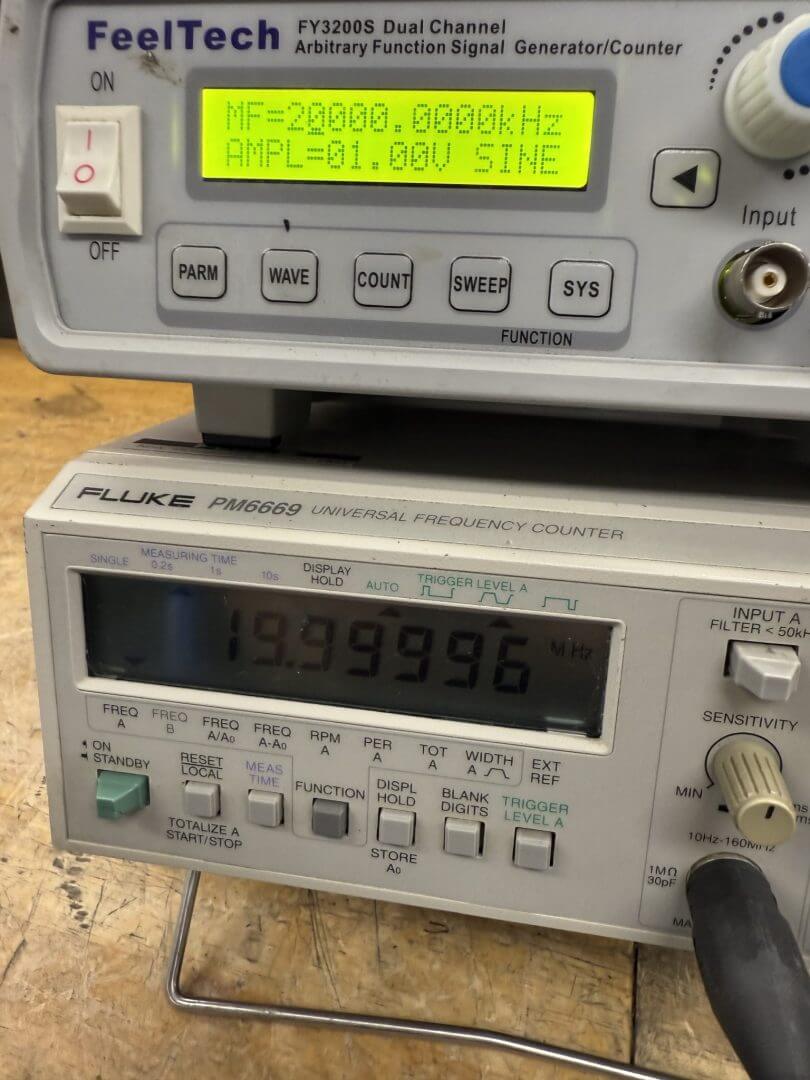 FeelTech
FY3200S Dual Channel
Arbitrary Function Signal Generator/Counter
ON
I
O
OFF
MF=20000.0000kHz
AMPL=01.00V SINE
PARM WAVE COUNT SWEEP SYS
FUNCTION
Input
FLUKE PM6669 UNIVERSAL FREQUENCY COUNTER
MEASURING TIME
SINGLE 0.2s 1s 10s
DISPLAY
HOLD
AUTO
TRIGGER LEVEL A
19.99996 MHz
FREQ
A
FREQ
B
FREQ
A/A0
FREQ
A-A0
RPM
A
PER
A
TOT
A
WIDTH
A
EXT
REF
ON
STANDBY
RESET
LOCAL
MEAS
TIME
FUNCTION
DISPL
HOLD
BLANK
DIGITS
TRIGGER
LEVEL A
TOTALIZE A
START/STOP
STORE
A0
INPUT A
FILTER < 50kH
SENSITIVITY
MIN
10Hz-160MHz
1MΩ
30pF